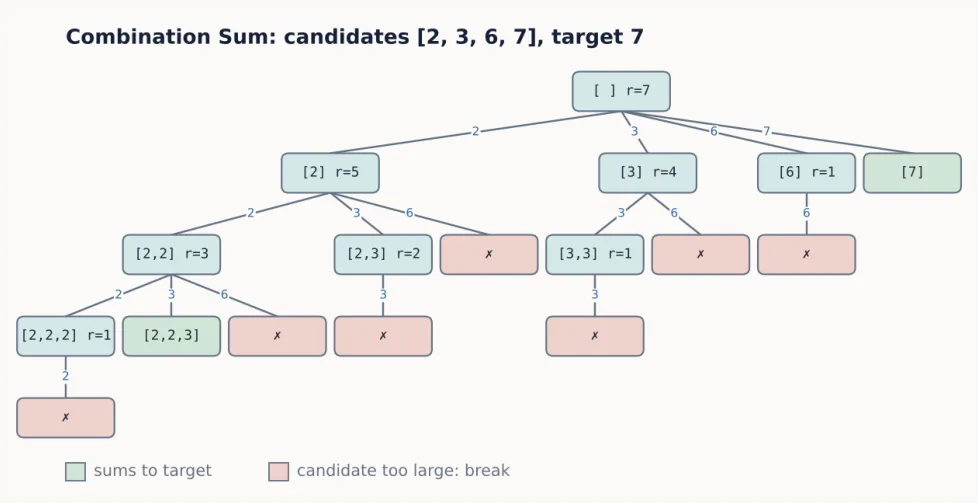 Combination Sum: candidates [2, 3, 6, 7], target 7
[ ] r=7
2 3 6 7
[2] r=5 [3] r=4 [6] r=1 [7]
2 3 6 3 6 6
[2,2] r=3 [2,3] r=2 ✗ [3,3] r=1 ✗ ✗
2 3 6 3 3
[2,2,2] r=1 [2,2,3] ✗ ✗ ✗
2
✗
sums to target candidate too large: break